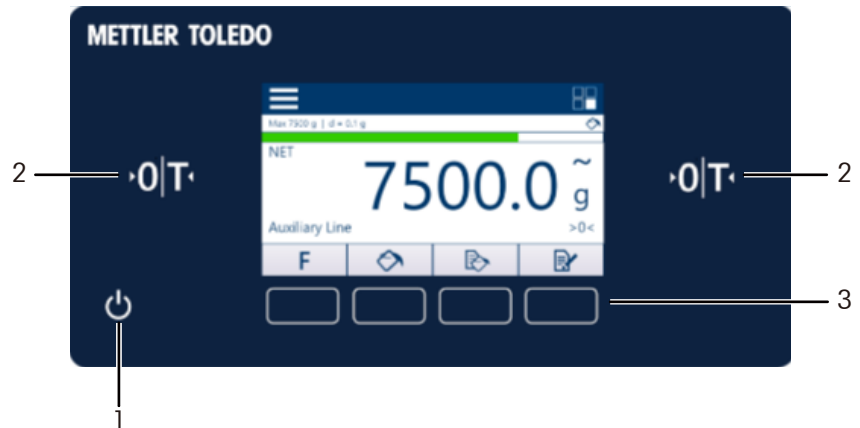 METTLER TOLEDO
Max 7500 g | d = 0,1 g
NET
7500.0 ~ g
Auxiliary Line >0<
2 →0|T← →0|T← 2
F
3
1